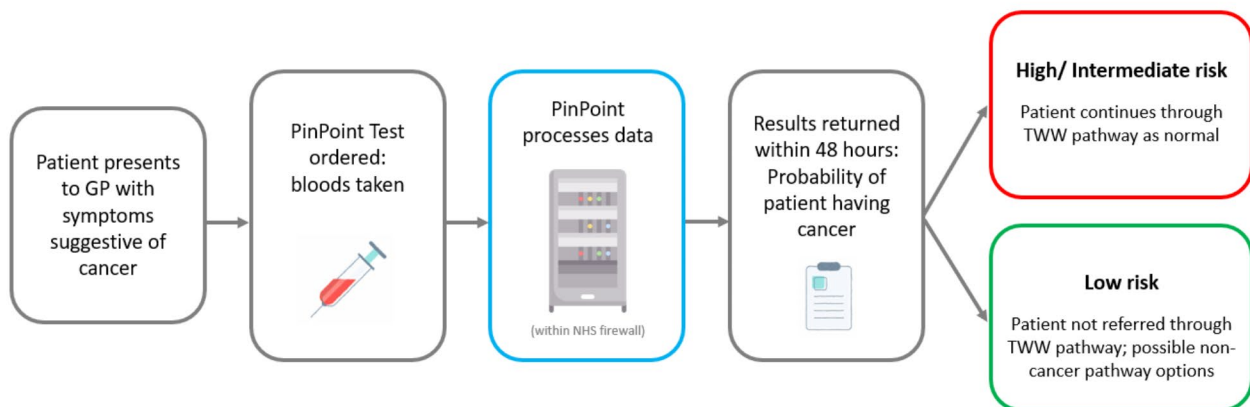 Patient presents
to GP with
symptoms
suggestive of
cancer
PinPoint Test
ordered:
bloods taken
PinPoint
processes data
(within NHS firewall)
Results returned
within 48 hours:
Probability of
patient having
cancer
High/ Intermediate risk
Patient continues through
TWW pathway as normal
Low risk
Patient not referred through
TWW pathway; possible non-
cancer pathway options